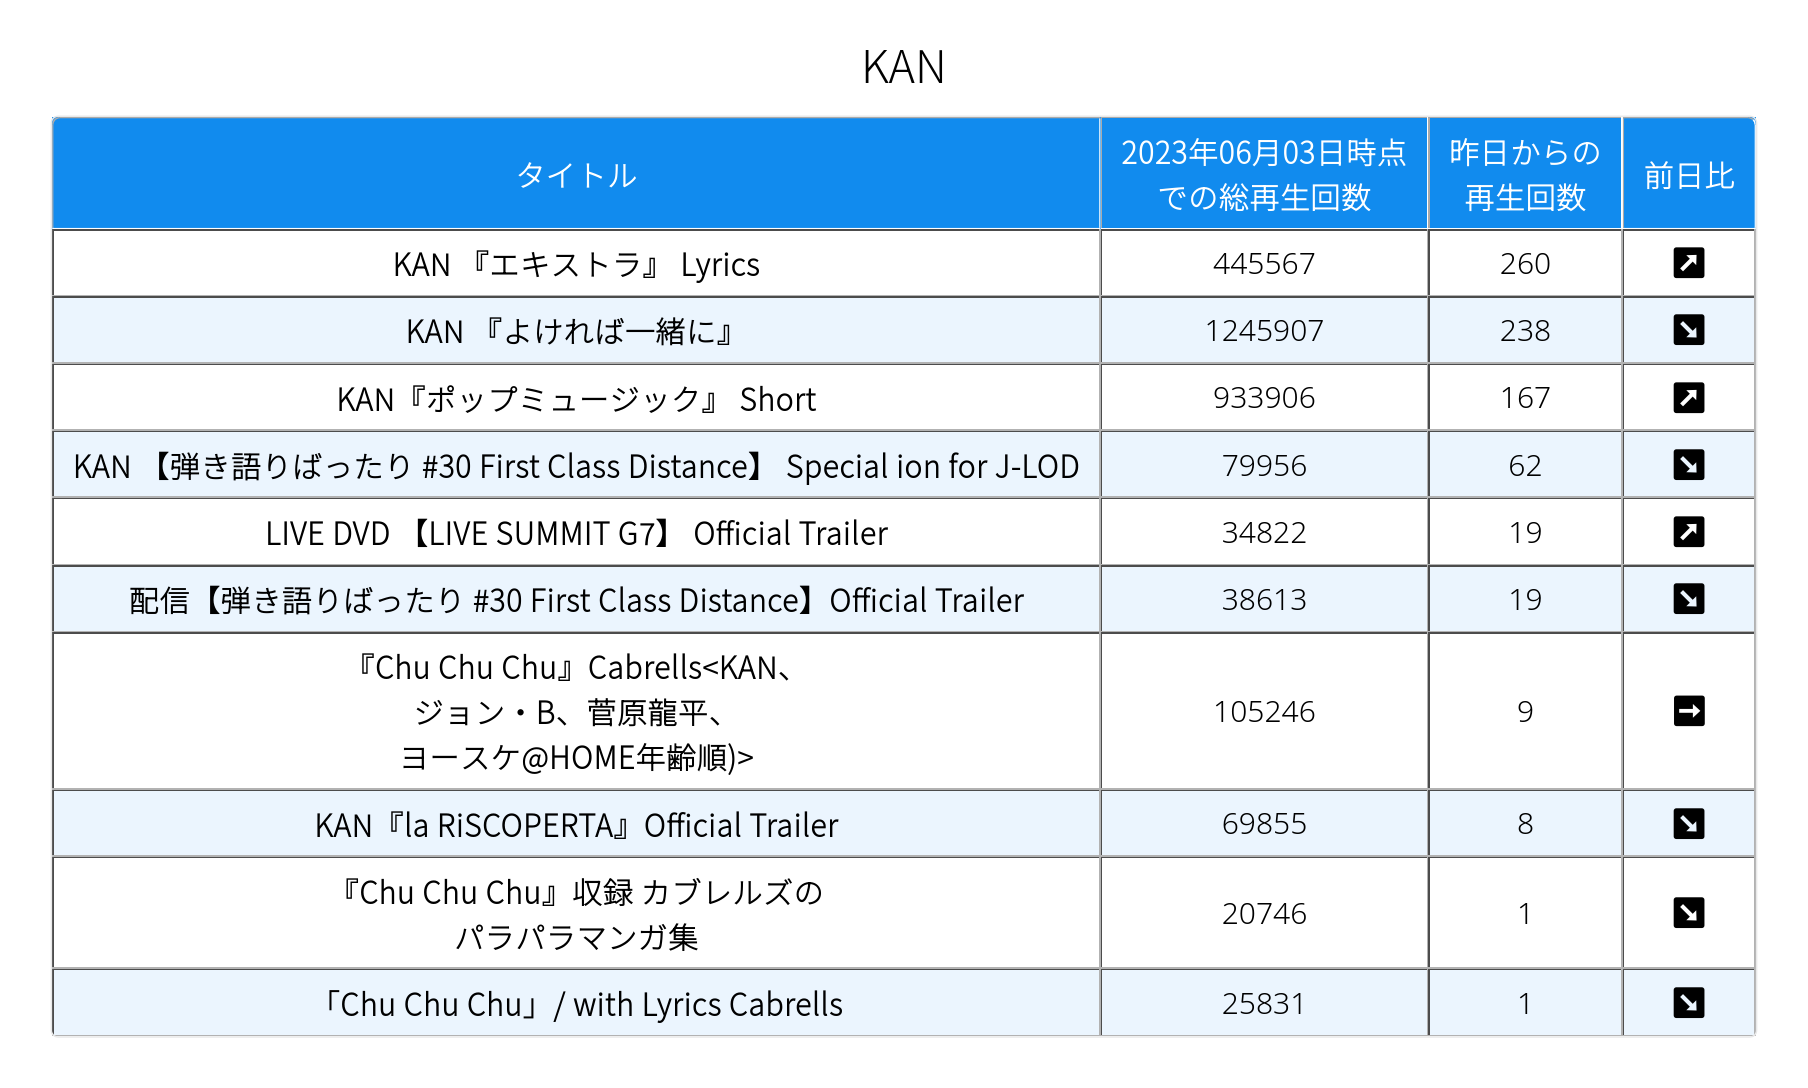 KAN
タイトル
2023年06月03日時点
での総再生回数
昨日からの
再生回数
前日比
KAN 『エキストラ』 Lyrics
445567
260
KAN 『よければ一緒に』
1245907
238
KAN『ポップミュージック』 Short
933906
167
KAN 【弾き語りばったり #30 First Class Distance】 Special ion for J-LOD
79956
62
LIVE DVD 【LIVE SUMMIT G7】 Official Trailer
34822
19
配信【弾き語りばったり #30 First Class Distance】Official Trailer
38613
19
『Chu Chu Chu』Cabrells<KAN、
ジョン・B、菅原龍平、
ヨースケ@HOME年齢順)>
105246
9
KAN『la RiSCOPERTA』Official Trailer
69855
8
『Chu Chu Chu』収録 カブレルズの
パラパラマンガ集
20746
1
「Chu Chu Chu」/ with Lyrics Cabrells
25831
1